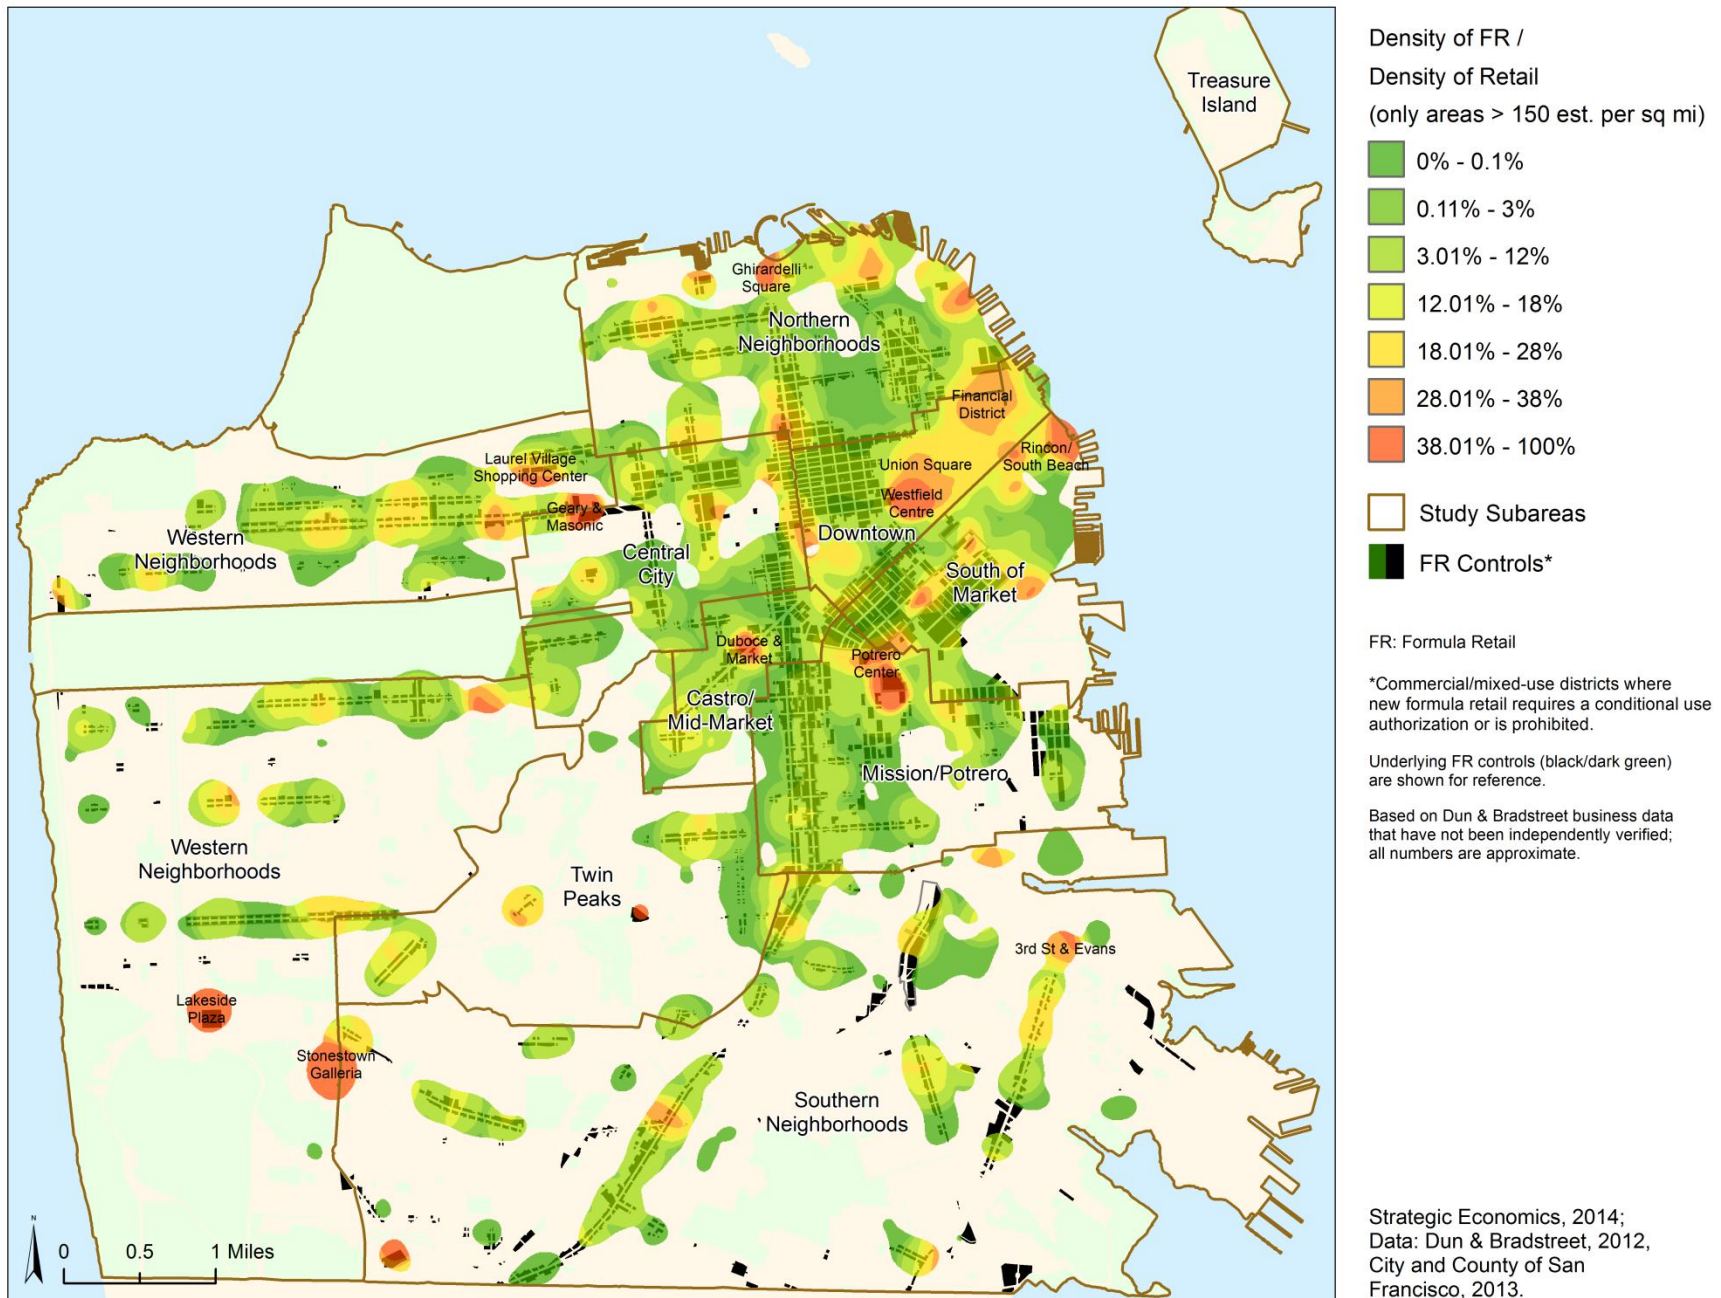 Treasure
Island
Ghirardelli
Square
Northern
Neighborhoods
Financial
District
Laurel Village
Shopping Center
Union Square
Rincon/
South Beach
Westfield
Centre
Geary &
Masonic
Downtown
Western
Neighborhoods
Central
City
South of
Market
Duboce &
Market
Potrero
Center
Castro/
Mid-Market
Mission/Potrero
Western
Neighborhoods
Twin
Peaks
3rd St & Evans
Lakeside
Plaza
Stonestown
Galleria
Southern
Neighborhoods
N
0 0.5 1 Miles
Density of FR /
Density of Retail
(only areas > 150 est. per sq mi)
0% - 0.1%
0.11% - 3%
3.01% - 12%
12.01% - 18%
18.01% - 28%
28.01% - 38%
38.01% - 100%
Study Subareas
FR Controls*
FR: Formula Retail
*Commercial/mixed-use districts where
new formula retail requires a conditional use
authorization or is prohibited.
Underlying FR controls (black/dark green)
are shown for reference.
Based on Dun & Bradstreet business data
that have not been independently verified;
all numbers are approximate.
Strategic Economics, 2014;
Data: Dun & Bradstreet, 2012,
City and County of San
Francisco, 2013.